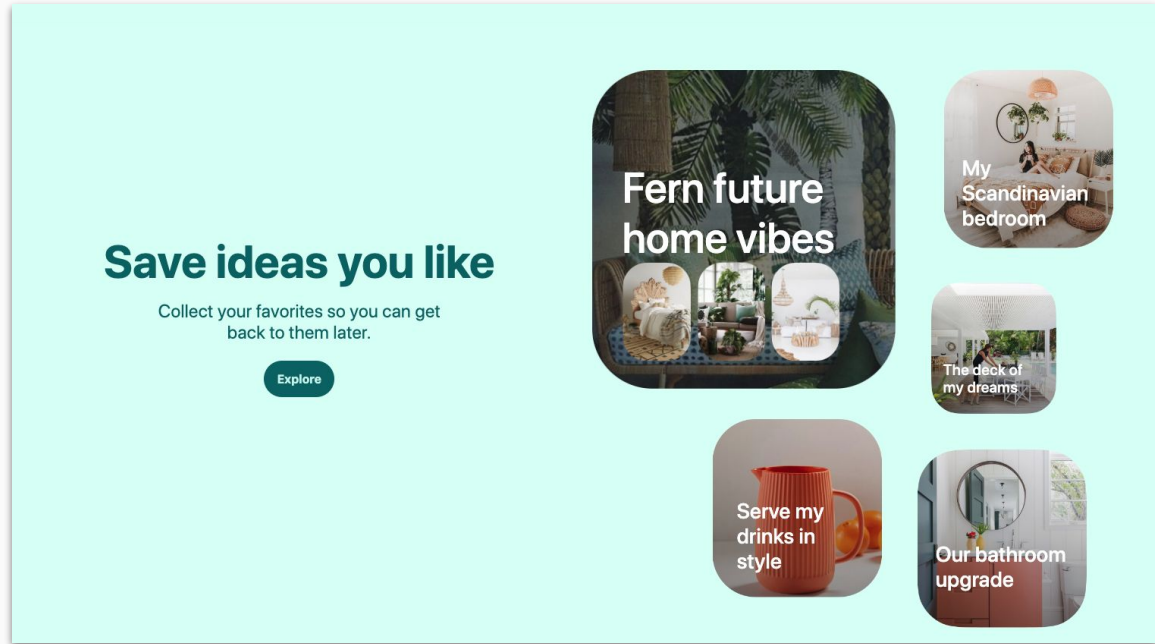 Save ideas you like
Collect your favorites so you can get
back to them later.
Explore
Fern future
home vibes
My
Scandinavian
bedroom
The deck of
my dreams
Serve my
drinks in
style
Our bathroom
upgrade